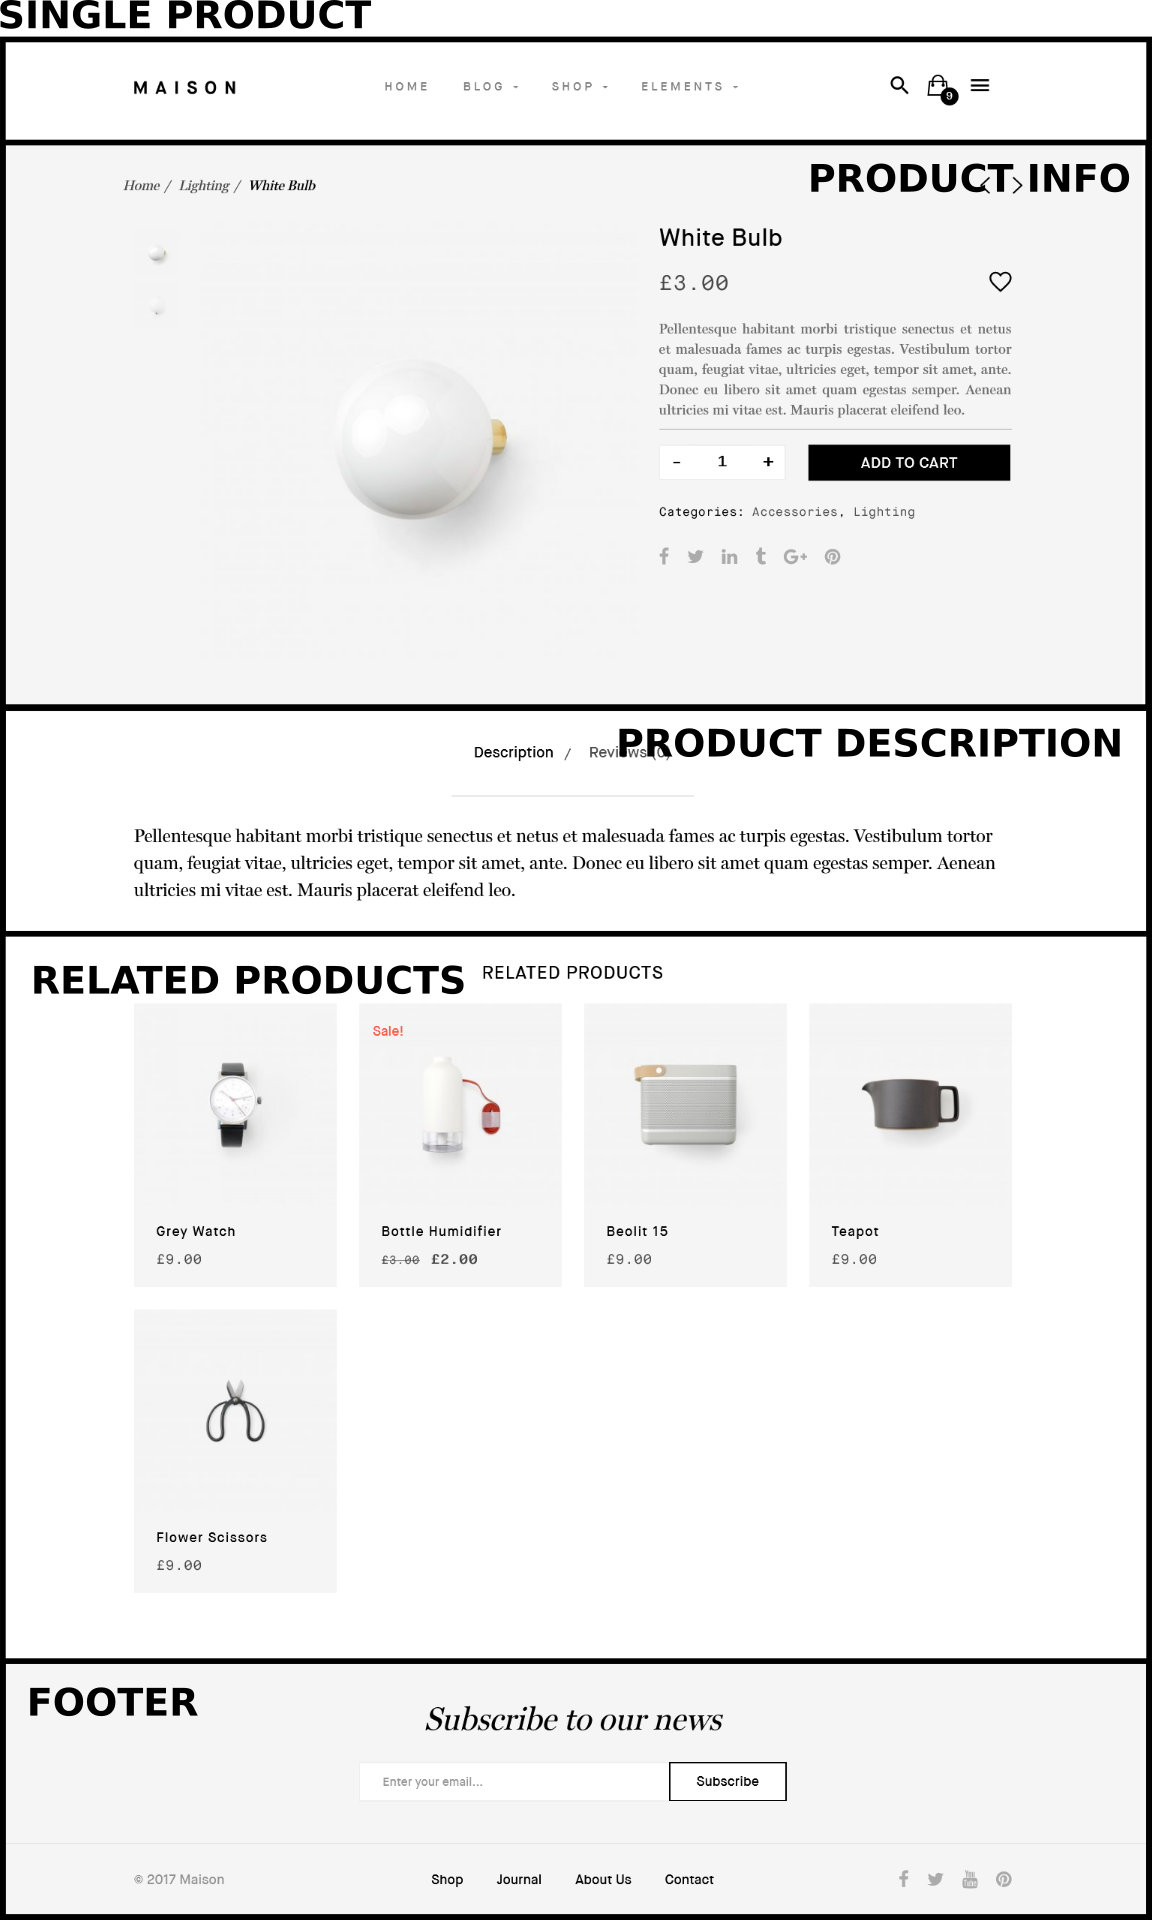 SINGLE PRODUCT
MAISON
HOME BLOG - SHOP - ELEMENTS -
9
Home / Lighting / White Bulb
PRODUCT INFO
White Bulb
£3.00
Pellentesque habitant morbi tristique senectus et netus
et malesuada fames ac turpis egestas. Vestibulum tortor
quam, feugiat vitae, ultricies eget, tempor sit amet, ante.
Donec eu libero sit amet quam egestas semper. Aenean
ultricies mi vitae est. Mauris placerat eleifend leo.
- 1 +
ADD TO CART
Categories: Accessories, Lighting
PRODUCT DESCRIPTION
Description / Reviews (0)
Pellentesque habitant morbi tristique senectus et netus et malesuada fames ac turpis egestas. Vestibulum tortor
quam, feugiat vitae, ultricies eget, tempor sit amet, ante. Donec eu libero sit amet quam egestas semper. Aenean
ultricies mi vitae est. Mauris placerat eleifend leo.
RELATED PRODUCTS
RELATED PRODUCTS
Sale!
Grey Watch
£9.00
Bottle Humidifier
£3.00 £2.00
Beolit 15
£9.00
Teapot
£9.00
Flower Scissors
£9.00
FOOTER
Subscribe to our news
Enter your email...
Subscribe
© 2017 Maison
Shop Journal About Us Contact